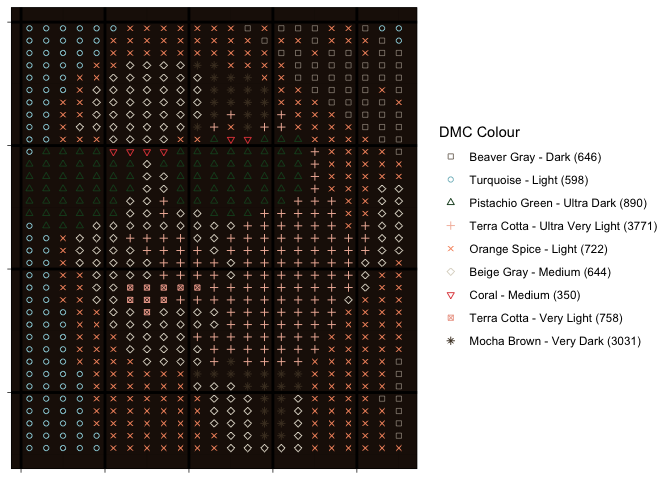 DMC Colour
Beaver Gray - Dark (646)
Turquoise - Light (598)
Pistachio Green - Ultra Dark (890)
Terra Cotta - Ultra Very Light (3771)
Orange Spice - Light (722)
Beige Gray - Medium (644)
Coral - Medium (350)
Terra Cotta - Very Light (758)
Mocha Brown - Very Dark (3031)